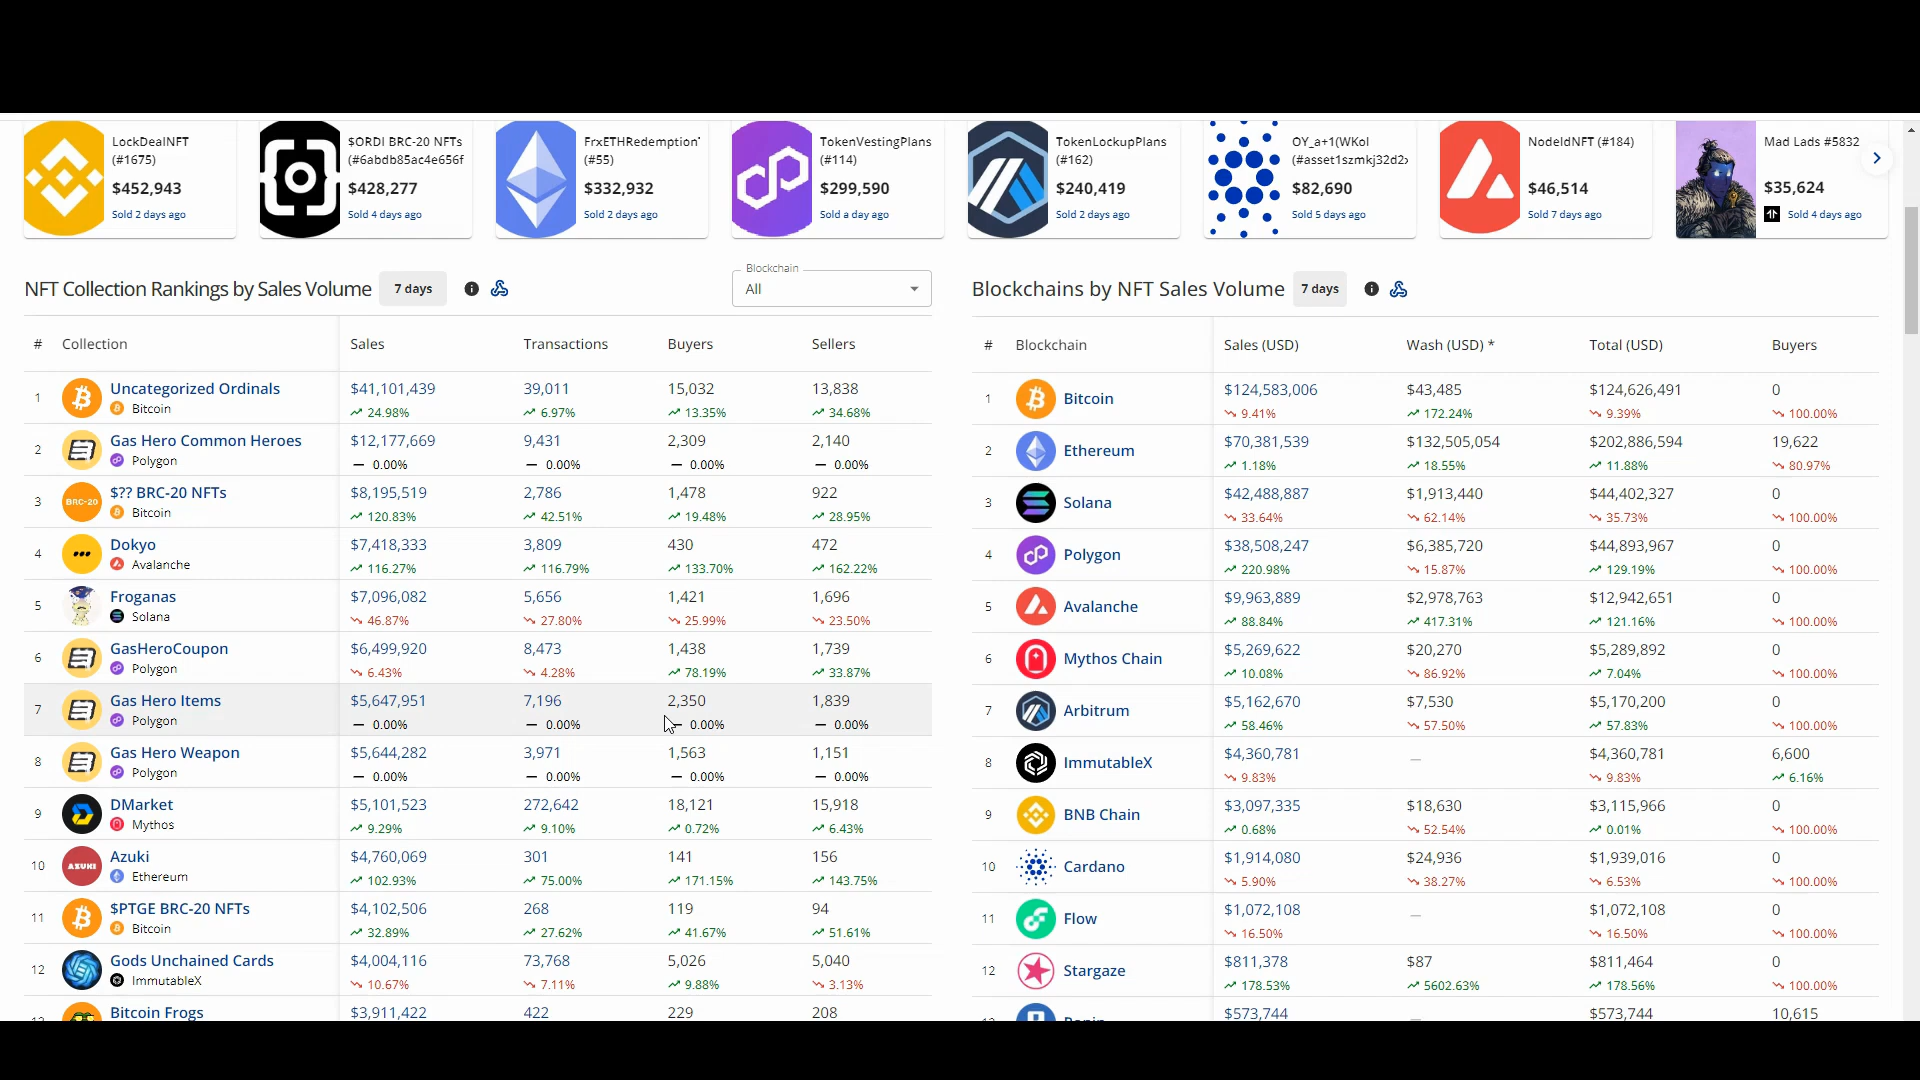 LockDealNFT
(#1675)
$452,943
Sold 2 days ago
$ORDI BRC-20 NFTs
(#6abdb85ac4e656f
$428,277
Sold 4 days ago
FrxETHRedemption
(#55)
$332,932
Sold 2 days ago
TokenVestingPlans
(#114)
$299,590
Sold a day ago
TokenLockupPlans
(#162)
$240,419
Sold 2 days ago
OY_a+1(WKoI
(#asset1szmkj32d2
$82,690
Sold 5 days ago
NodeIdNFT (#184)
$46,514
Sold 7 days ago
Mad Lads #5832
$35,624
Sold 4 days ago
NFT Collection Rankings by Sales Volume 7 days
Blockchain
All
# Collection Sales Transactions Buyers Sellers
1 Uncategorized Ordinals $41,101,439 39,011 15,032 13,838
Bitcoin 24.98% 6.97% 13.35% 34.68%
2 Gas Hero Common Heroes $12,177,669 9,431 2,309 2,140
Polygon 0.00% 0.00% 0.00% 0.00%
BRC-20
3 $?? BRC-20 NFTs $8,195,519 2,786 1,478 922
Bitcoin 120.83% 42.51% 19.48% 28.95%
4 Dokyo $7,418,333 3,809 430 472
Avalanche 116.27% 116.79% 133.70% 162.22%
5 Froganas $7,096,082 5,656 1,421 1,696
Solana 46.87% 27.80% 25.99% 23.50%
6 GasHeroCoupon $6,499,920 8,473 1,438 1,739
Polygon 6.43% 4.28% 78.19% 33.87%
7 Gas Hero Items $5,647,951 7,196 2,350 1,839
Polygon 0.00% 0.00% 0.00% 0.00%
8 Gas Hero Weapon $5,644,282 3,971 1,563 1,151
Polygon 0.00% 0.00% 0.00% 0.00%
9 DMarket $5,101,523 272,642 18,121 15,918
Mythos 9.29% 9.10% 0.72% 6.43%
AZUKI
10 Azuki $4,760,069 301 141 156
Ethereum 102.93% 75.00% 171.15% 143.75%
11 $PTGE BRC-20 NFTs $4,102,506 268 119 94
Bitcoin 32.89% 27.62% 41.67% 51.61%
12 Gods Unchained Cards $4,004,116 73,768 5,026 5,040
ImmutableX 10.67% 7.11% 9.88% 3.13%
Bitcoin Frogs $3,911,422 422 229 208
Blockchains by NFT Sales Volume 7 days
# Blockchain Sales (USD) Wash (USD) * Total (USD) Buyers
1 Bitcoin $124,583,006 $43,485 $124,626,491 0
9.41% 172.24% 9.39% 100.00%
2 Ethereum $70,381,539 $132,505,054 $202,886,594 19,622
1.18% 18.55% 11.88% 80.97%
3 Solana $42,488,887 $1,913,440 $44,402,327 0
33.64% 62.14% 35.73% 100.00%
4 Polygon $38,508,247 $6,385,720 $44,893,967 0
220.98% 15.87% 129.19% 100.00%
5 Avalanche $9,963,889 $2,978,763 $12,942,651 0
88.84% 417.31% 121.16% 100.00%
6 Mythos Chain $5,269,622 $20,270 $5,289,892 0
10.08% 86.92% 7.04% 100.00%
7 Arbitrum $5,162,670 $7,530 $5,170,200 0
58.46% 57.50% 57.83% 100.00%
8 ImmutableX $4,360,781 — $4,360,781 6,600
9.83% 9.83% 6.16%
9 BNB Chain $3,097,335 $18,630 $3,115,966 0
0.68% 52.54% 0.01% 100.00%
10 Cardano $1,914,080 $24,936 $1,939,016 0
5.90% 38.27% 6.53% 100.00%
11 Flow $1,072,108 — $1,072,108 0
16.50% 16.50% 100.00%
12 Stargaze $811,378 $87 $811,464 0
178.53% 5602.63% 178.56% 100.00%
$573,744 — $573,744 10,615